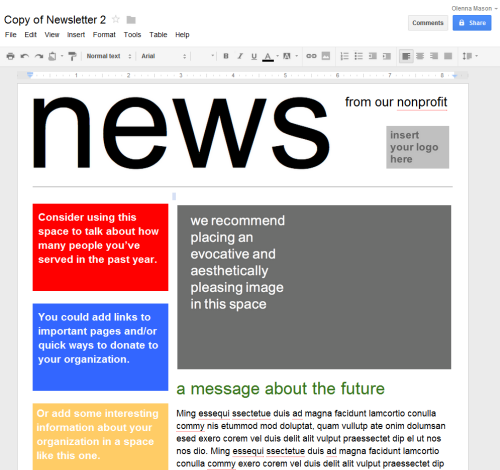 Olenna Mason
Copy of Newsletter 2
Comments
Share
File Edit View Insert Format Tools Table Help
Normal text Arial B I U A A
1 2 3 4 5 6 7
news
from our nonprofit
insert
your logo
here
Consider using this
space to talk about how
many people you've
served in the past year.
we recommend
placing an
evocative and
aesthetically
pleasing image
in this space
You could add links to
important pages and/or
quick ways to donate to
your organization.
a message about the future
Or add some interesting
information about your
organization in a space
like this one.
Ming essequi ssectetue duis ad magna facidunt lamcortio conulla
commy nis etummod mod doluptat, quam vullutp ate onim dolumsan
esed exero corem vel duis delit alit vulput praessectet dip el ut nos
nos dio. Ming essequi ssectetue duis ad magna facidunt lamcortio
conulla commy exero corem vel duis delit alit vulput praessectet dip